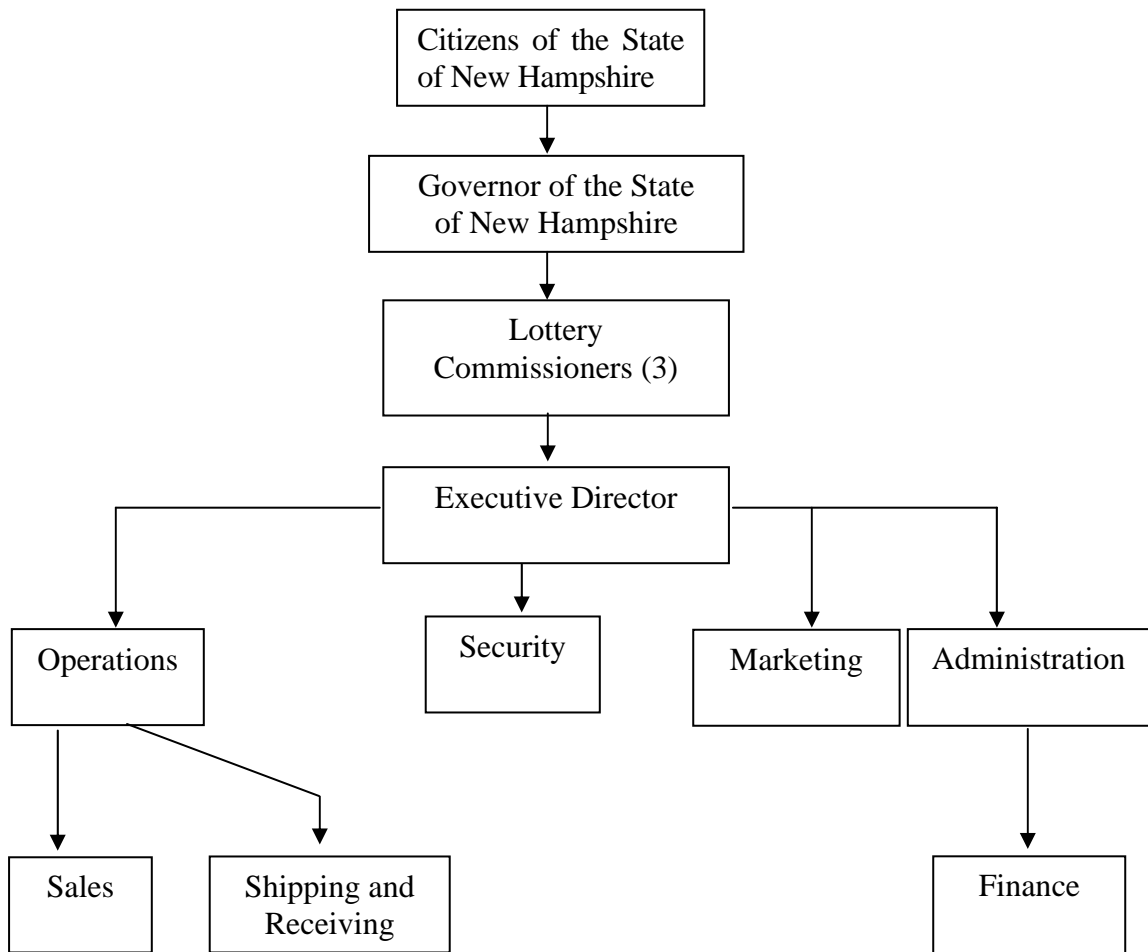 Citizens of the State
of New Hampshire
Governor of the State
of New Hampshire
Lottery
Commissioners (3)
Executive Director
Operations
Security
Marketing
Administration
Sales
Shipping and
Receiving
Finance